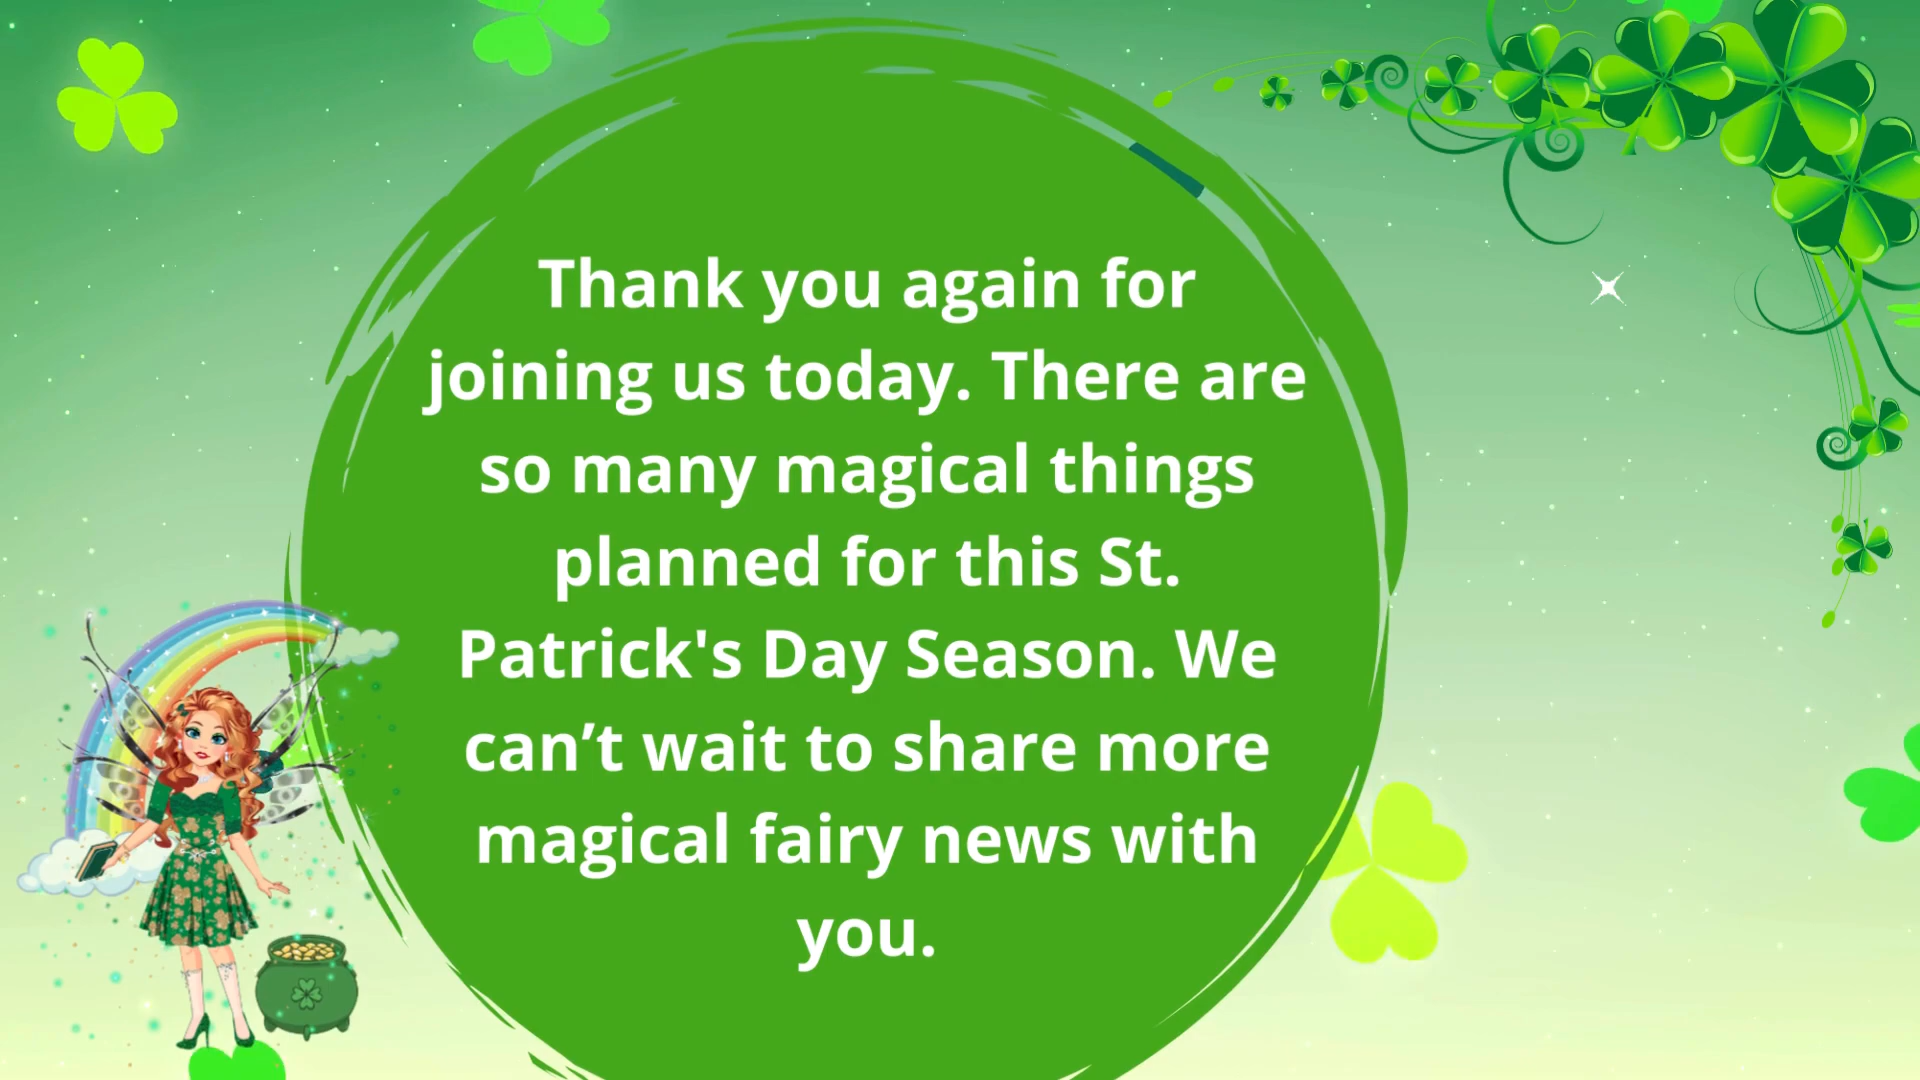 Thank you again for
joining us today. There are
so many magical things
planned for this St.
Patrick's Day Season. We
can’t wait to share more
magical fairy news with
you.